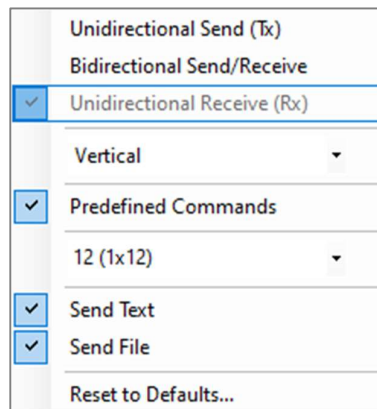 Unidirectional Send (Tx)
Bidirectional Send/Receive
Unidirectional Receive (Rx)
Vertical
Predefined Commands
12 (1x12)
Send Text
Send File
Reset to Defaults...